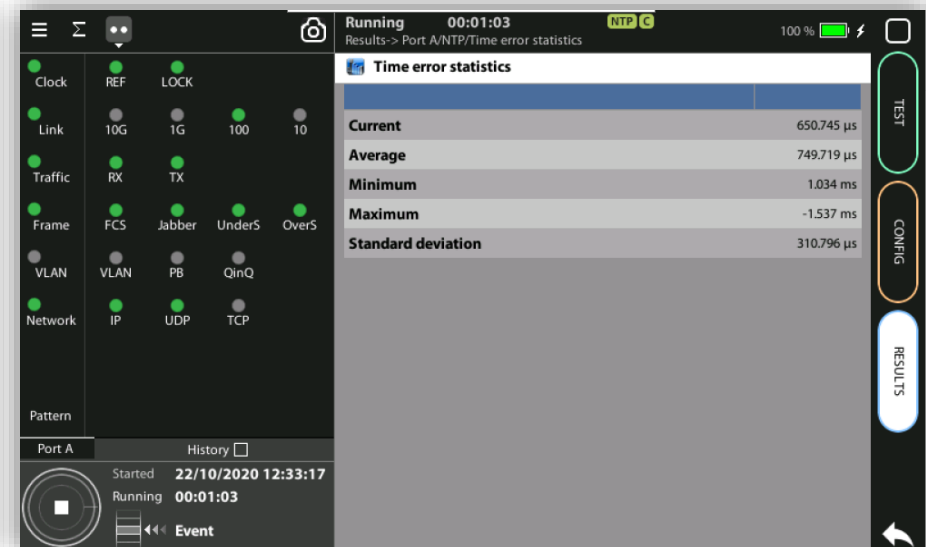 Σ
Running 00:01:03 NTP C
Results-> Port A/NTP/Time error statistics
100 %
Clock REF LOCK
Link 10G 1G 100 10
Traffic RX TX
Frame FCS Jabber UnderS OverS
VLAN VLAN PB QinQ
Network IP UDP TCP
Pattern
Port A History
Started 22/10/2020 12:33:17
Running 00:01:03
Event
Time error statistics
Current 650.745 µs
Average 749.719 µs
Minimum 1.034 ms
Maximum -1.537 ms
Standard deviation 310.796 µs
TEST
CONFIG
RESULTS